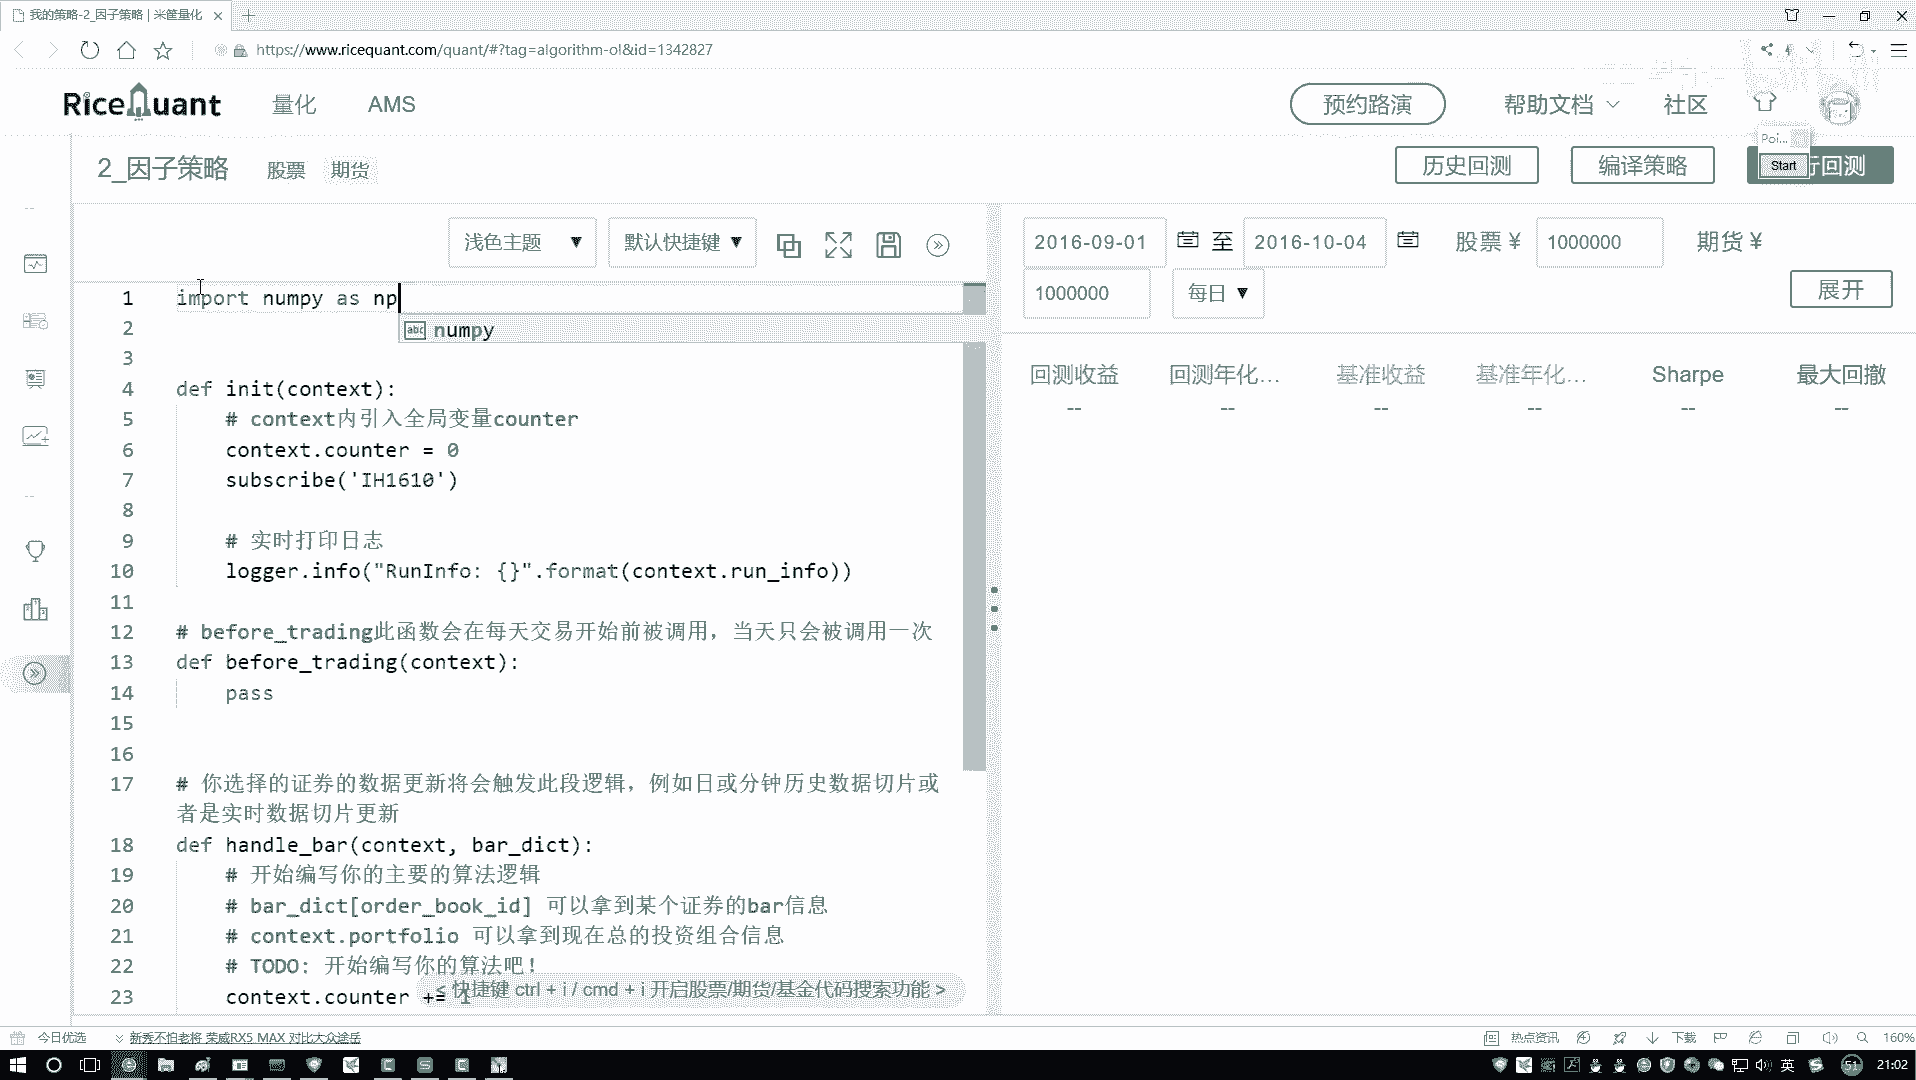 我的策略-2_因子策略 | 米筐量化
https://www.ricequant.com/quant/#?tag=algorithm-ol&id=1342827
RiceQuant 量化 AMS 预约路演 帮助文档 社区
Poi...
2_因子策略 股票 期货 历史回测 编译策略 Start 行回测
浅色主题 ▼ 默认快捷键 ▼ 2016-09-01 至 2016-10-04 股票 ¥ 1000000 期货 ¥
1000000 每日 ▼ 展开
1 import numpy as np
abc numpy
2
3
4 def init(context):
5 # context内引入全局变量counter
6 context.counter = 0
7 subscribe('IH1610')
8
9 # 实时打印日志
10 logger.info("RunInfo: {}".format(context.run_info))
11
12 # before_trading此函数会在每天交易开始前被调用，当天只会被调用一次
13 def before_trading(context):
14 pass
15
16
17 # 你选择的证券的数据更新将会触发此段逻辑，例如日或分钟历史数据切片或
者是实时数据切片更新
18 def handle_bar(context, bar_dict):
19 # 开始编写你的主要的算法逻辑
20 # bar_dict[order_book_id] 可以拿到某个证券的bar信息
21 # context.portfolio 可以拿到现在总的投资组合信息
22 # TODO: 开始编写你的算法吧！
23 context.counter += 1
< 快捷键 ctrl + i / cmd + i 开启股票/期货/基金代码搜索功能 >
回测收益 回测年化... 基准收益 基准年化... Sharpe 最大回撤
-- -- -- -- -- --
今日优选 新秀不怕老将 荣威RX5 MAX 对比大众途岳 热点资讯 下载 160%
英 51 21:02